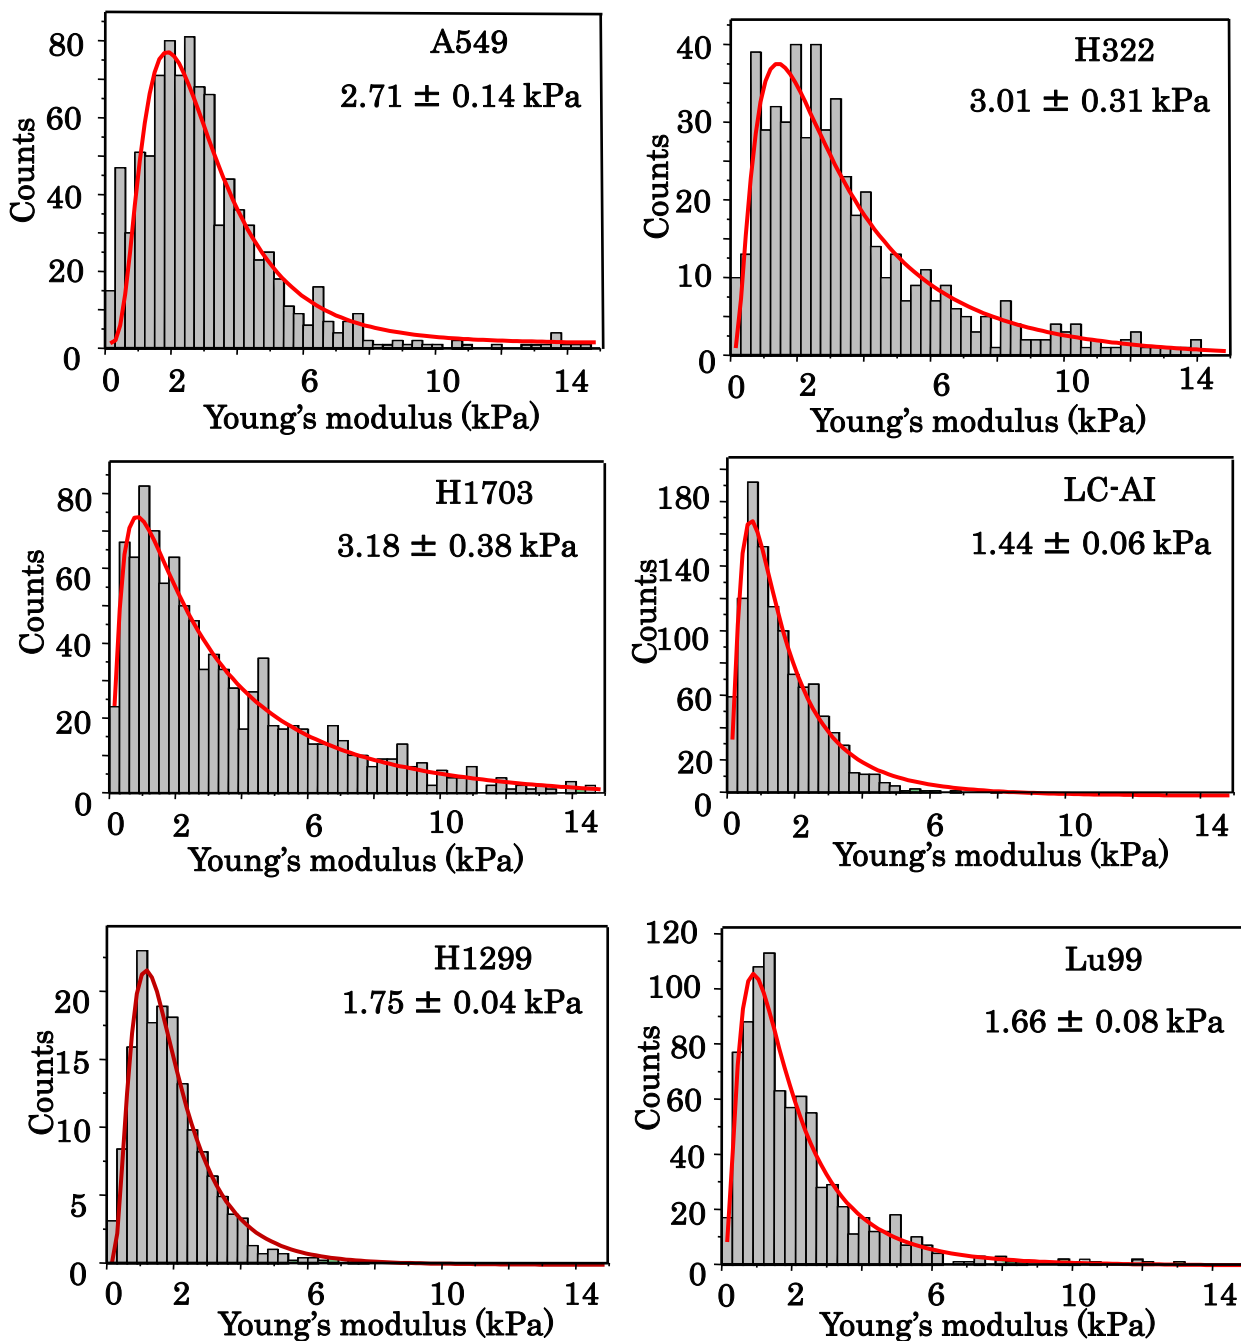 A549
2.71 ± 0.14 kPa
Counts
80
60
40
20
0
0 2 6 10 14
Young's modulus (kPa)
H322
3.01 ± 0.31 kPa
Counts
40
30
20
10
0
0 2 6 10 14
Young's modulus (kPa)
H1703
3.18 ± 0.38 kPa
Counts
80
60
40
20
0
0 2 6 10 14
Young's modulus (kPa)
LC-AI
1.44 ± 0.06 kPa
Counts
180
140
100
60
20
0
0 2 6 10 14
Young's modulus (kPa)
H1299
1.75 ± 0.04 kPa
Counts
20
15
10
5
0
0 2 6 10 14
Young's modulus (kPa)
Lu99
1.66 ± 0.08 kPa
Counts
120
100
80
60
40
20
0
0 2 6 10 14
Young's modulus (kPa)